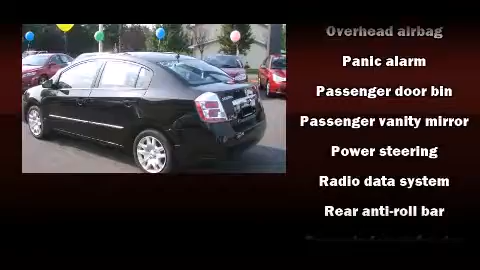 Overhead airbag
Panic alarm
Passenger door bin
Passenger vanity mirror
Power steering
Radio data system
Rear anti-roll bar